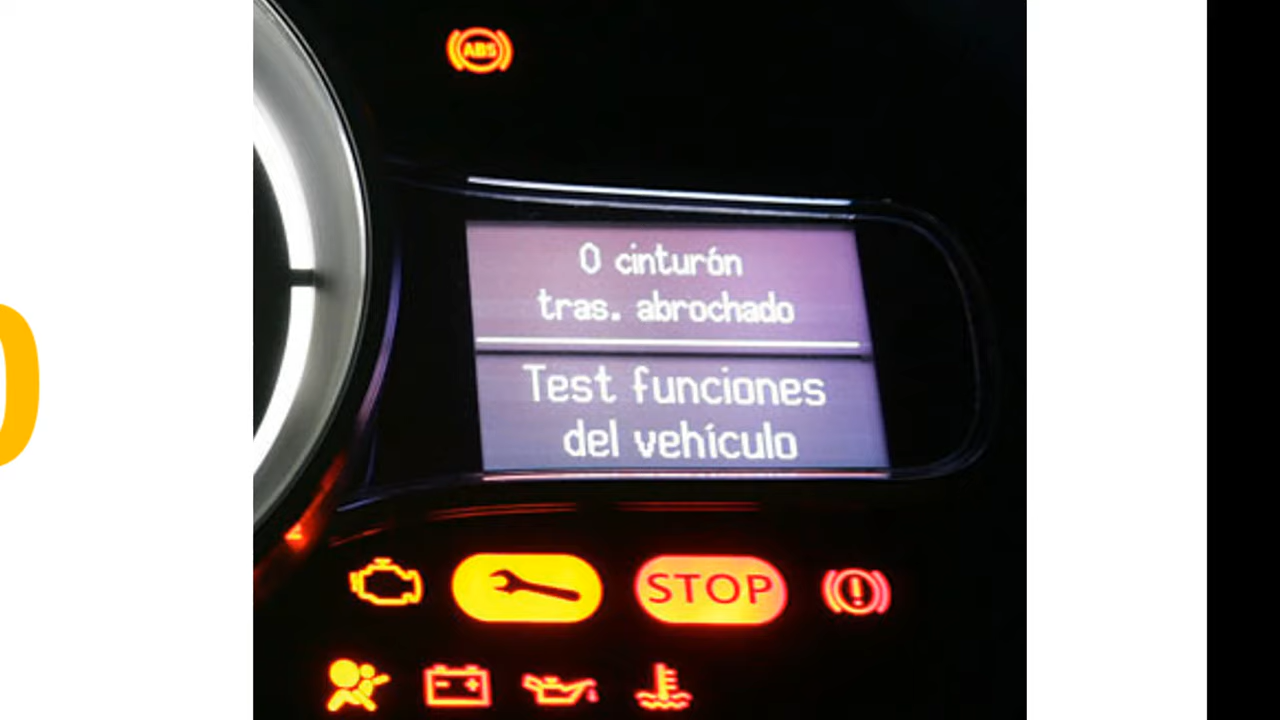 ABS
0 cinturón
tras. abrochado
Test funciones
del vehículo
STOP